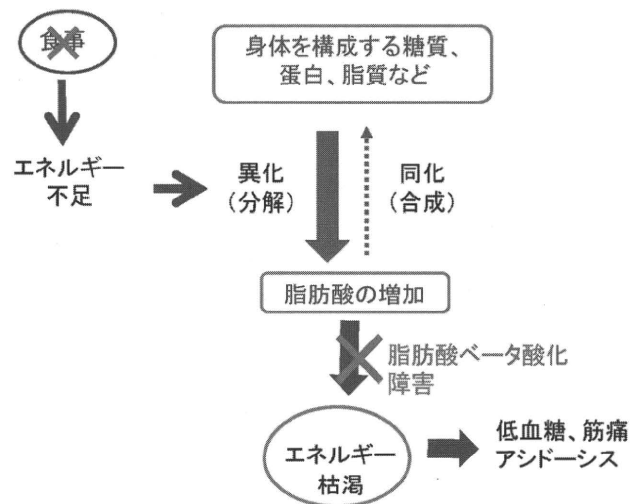 食事
身体を構成する糖質、
蛋白、脂質など
エネルギー
不足
異化
(分解)
同化
(合成)
脂肪酸の増加
脂肪酸ベータ酸化
障害
エネルギー
枯渇
低血糖、筋痛
アシドーシス